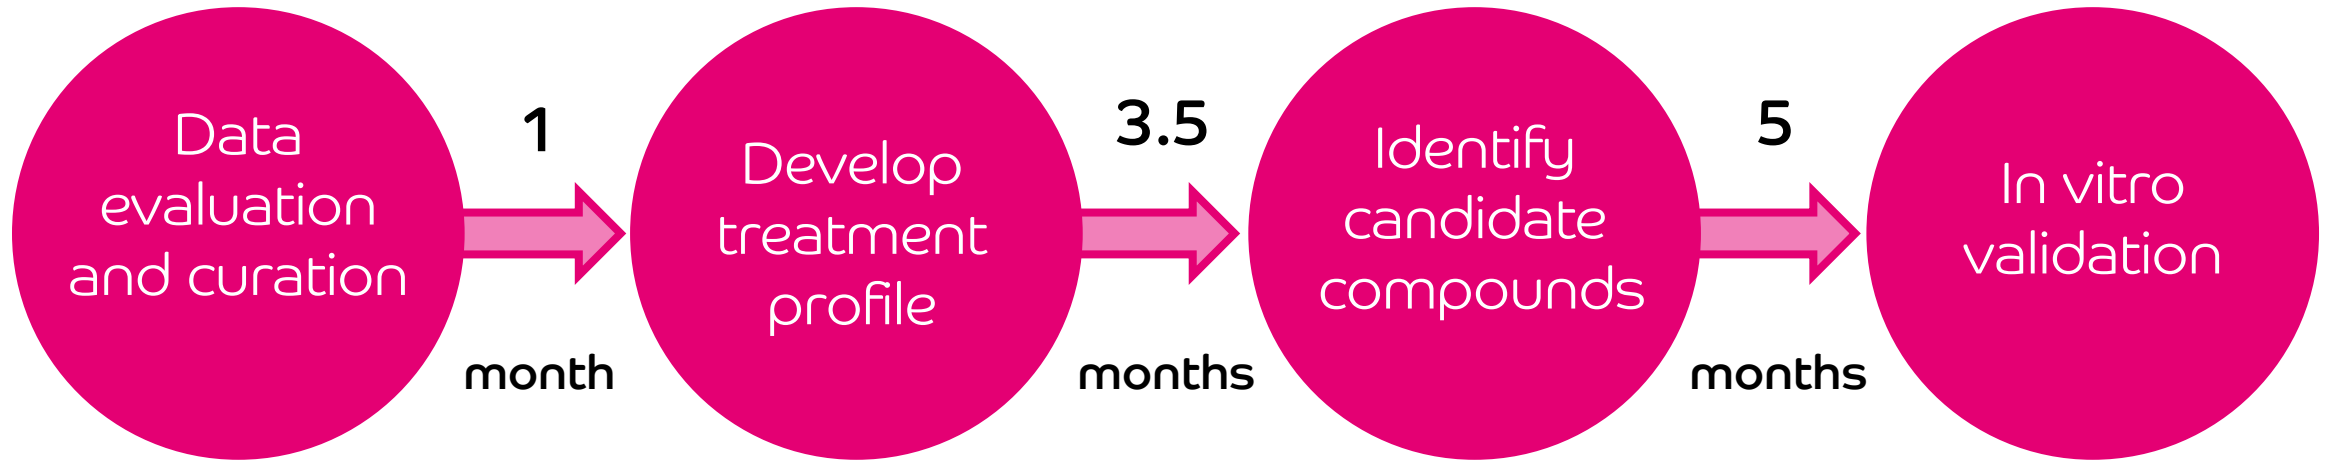 Data
evaluation
and curation
1
month
Develop
treatment
profile
3.5
months
Identify
candidate
compounds
5
months
In vitro
validation